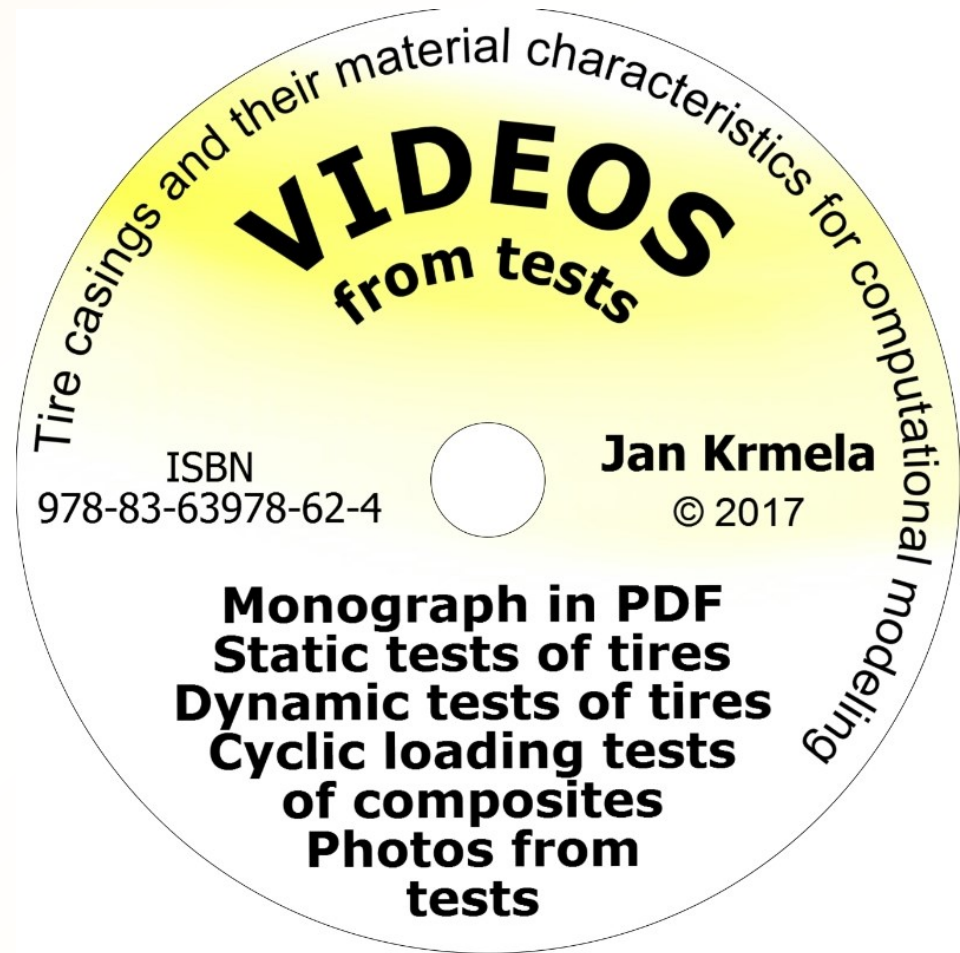 Tire casings and their material characteristics for computational modeling
VIDEOS
from tests
ISBN
978-83-63978-62-4
Jan Krmela
© 2017
Monograph in PDF
Static tests of tires
Dynamic tests of tires
Cyclic loading tests
of composites
Photos from
tests